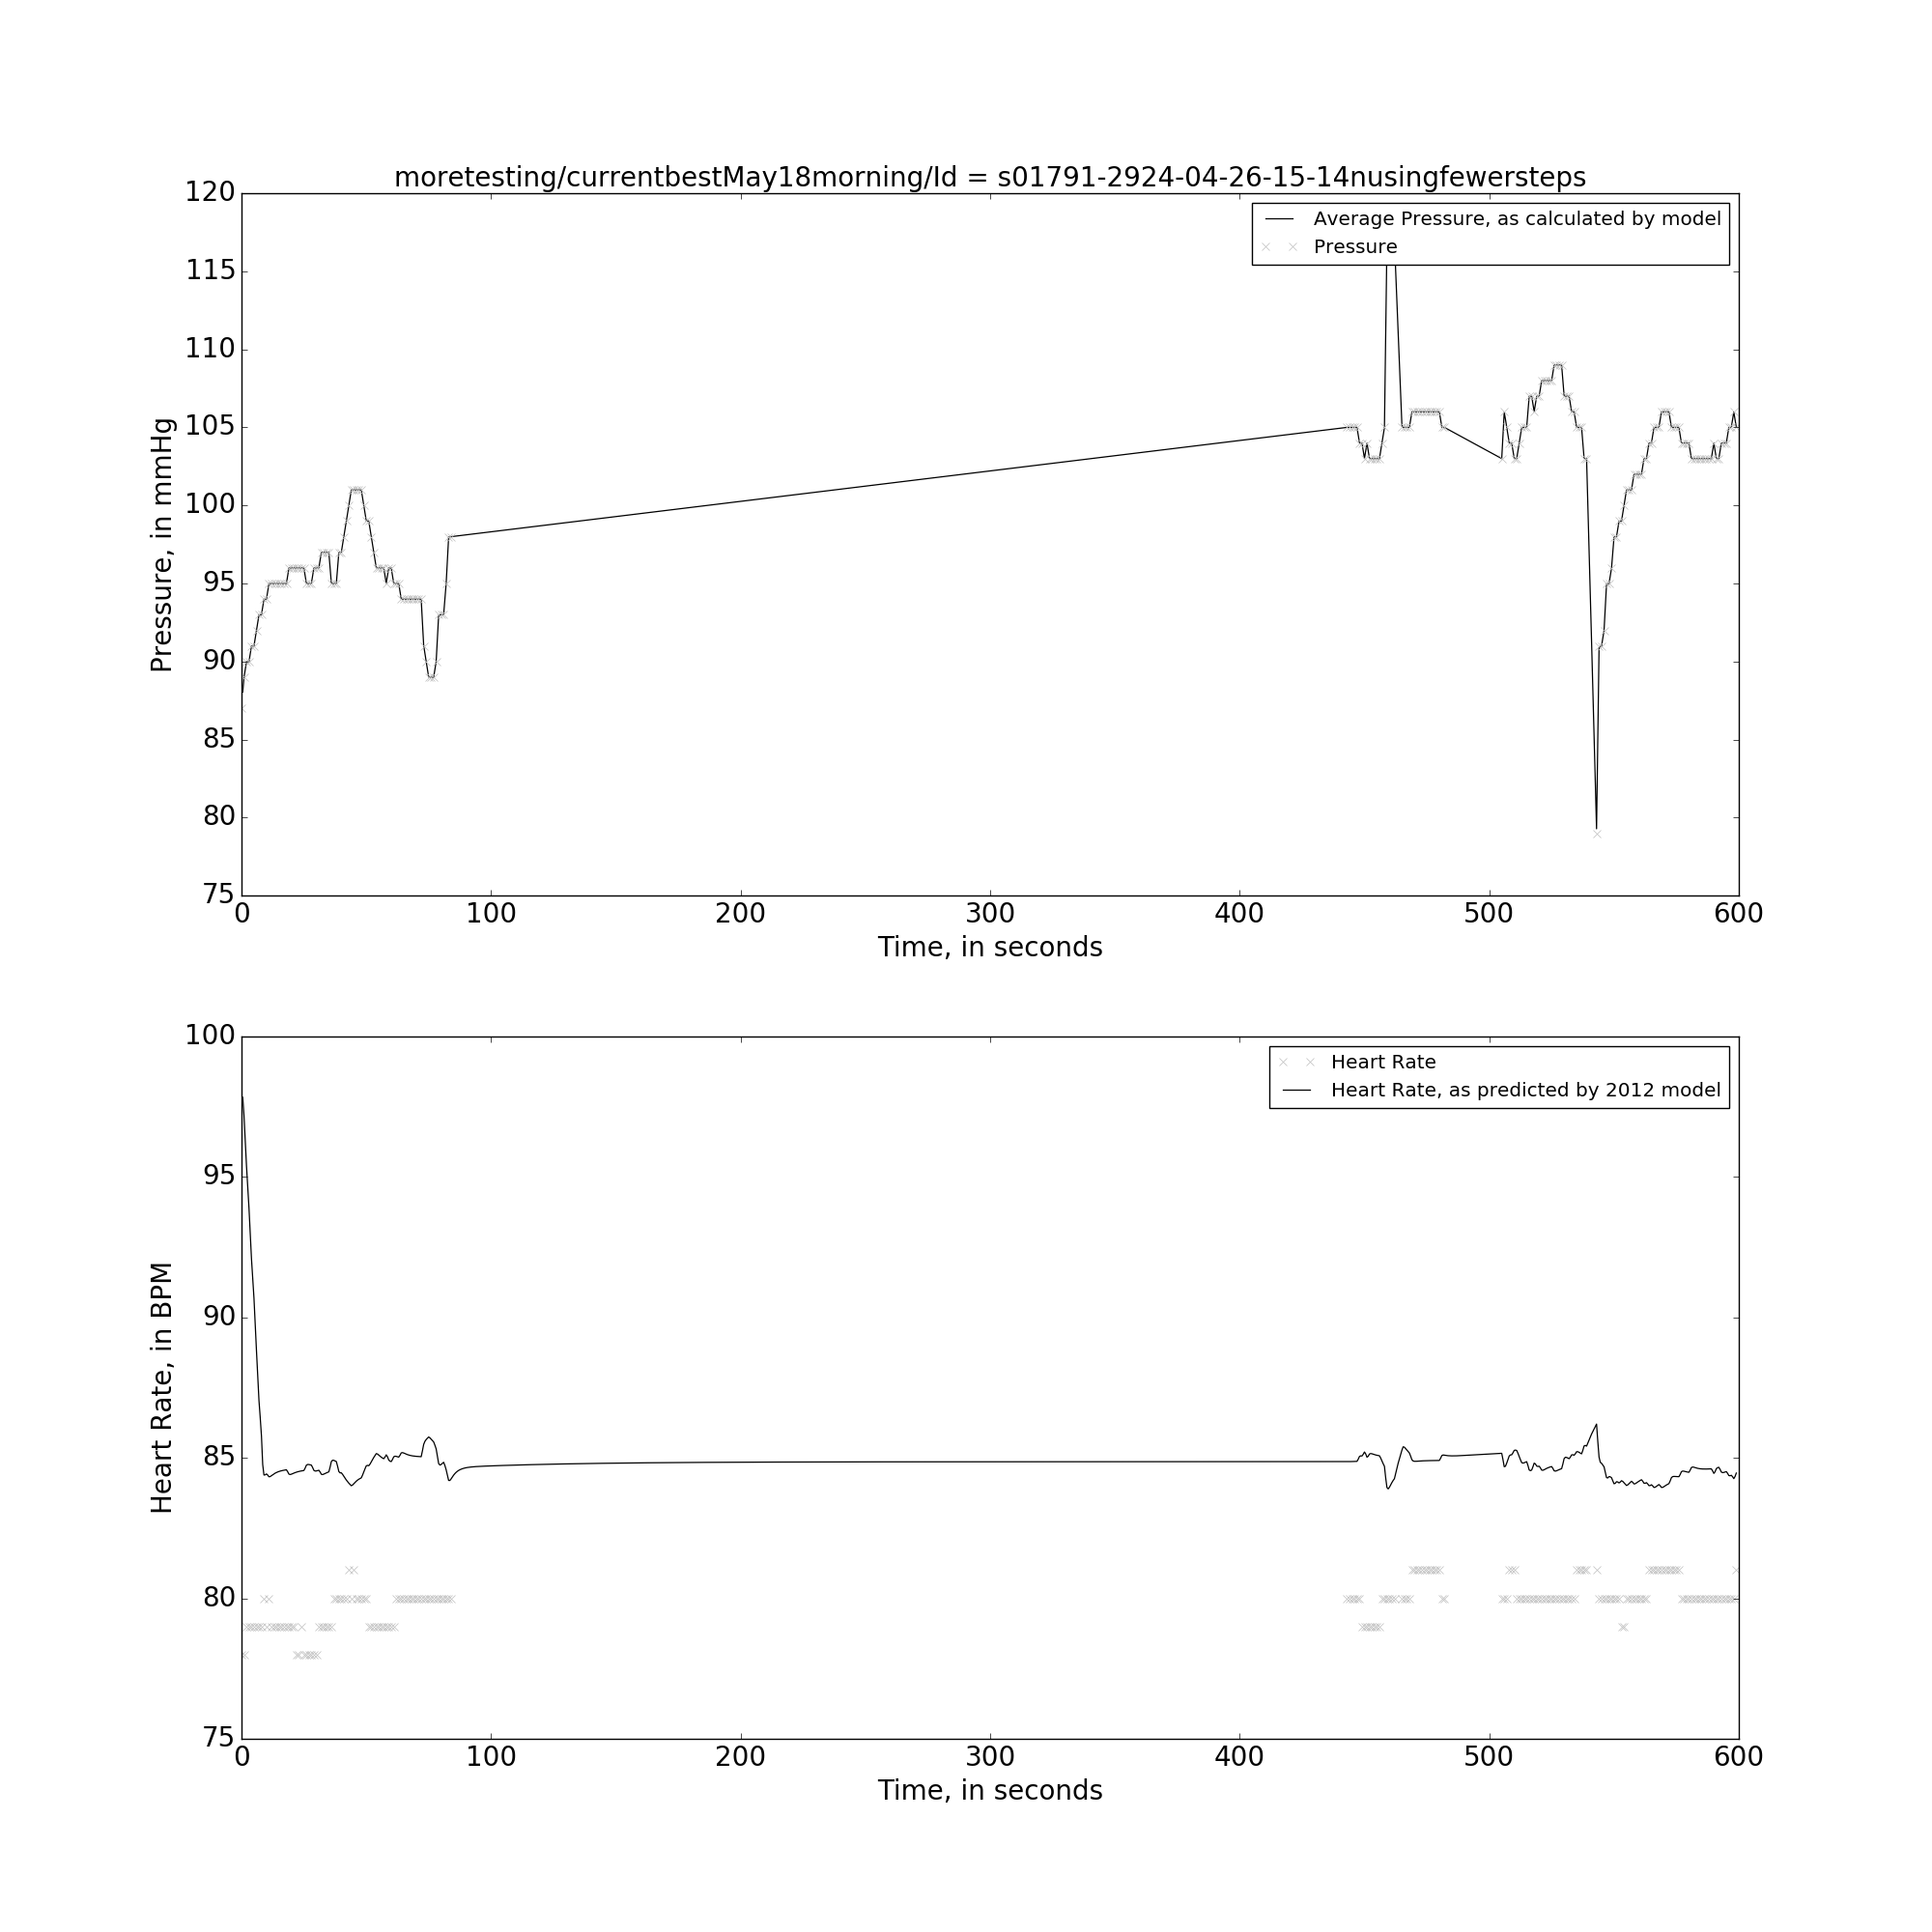 moretesting/currentbestMay18morning/Id = s01791-2924-04-26-15-14nusingfewersteps
120
115
110
105
100
95
90
85
80
75
Pressure, in mmHg
Average Pressure, as calculated by model
Pressure
0 100 200 300 400 500 600
Time, in seconds
100
95
90
85
80
75
Heart Rate, in BPM
Heart Rate
Heart Rate, as predicted by 2012 model
0 100 200 300 400 500 600
Time, in seconds